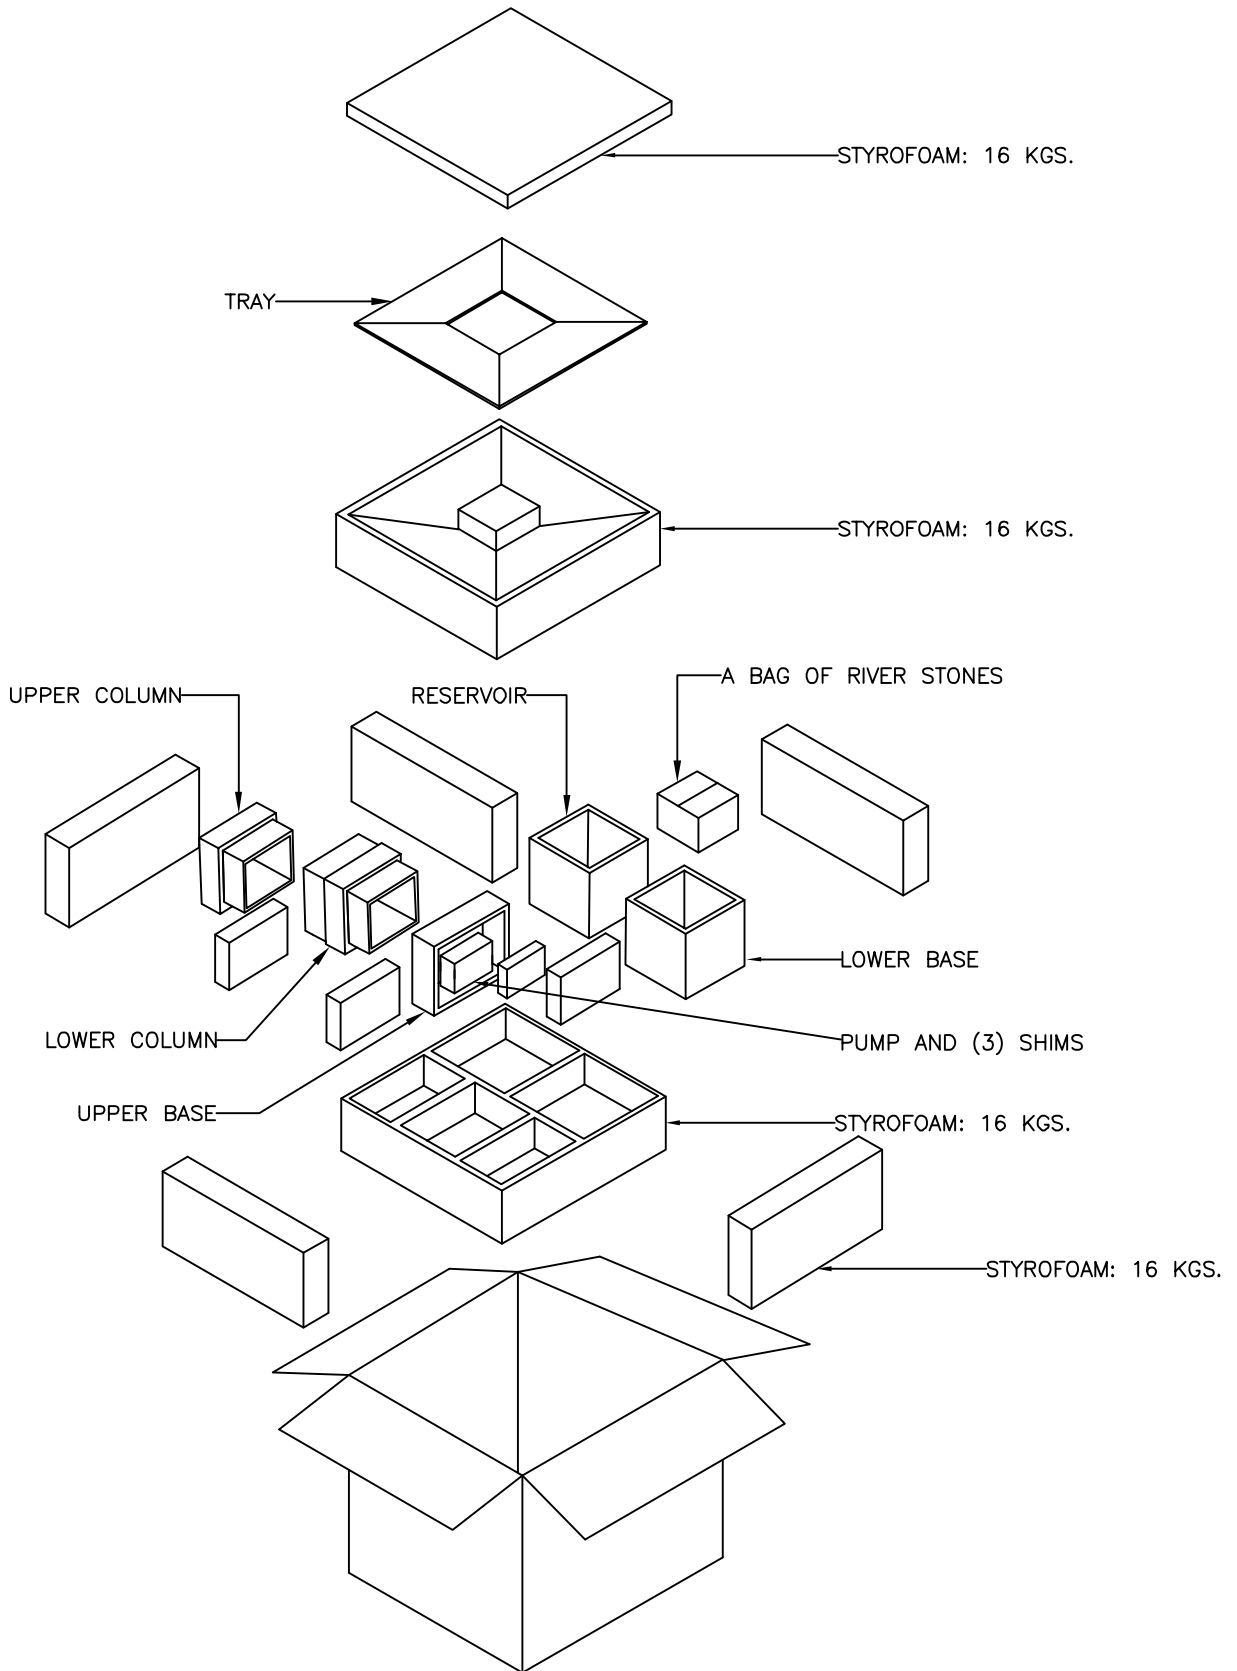 STYROFOAM: 16 KGS.
TRAY
STYROFOAM: 16 KGS.
A BAG OF RIVER STONES
UPPER COLUMN
RESERVOIR
LOWER BASE
LOWER COLUMN
PUMP AND (3) SHIMS
UPPER BASE
STYROFOAM: 16 KGS.
STYROFOAM: 16 KGS.